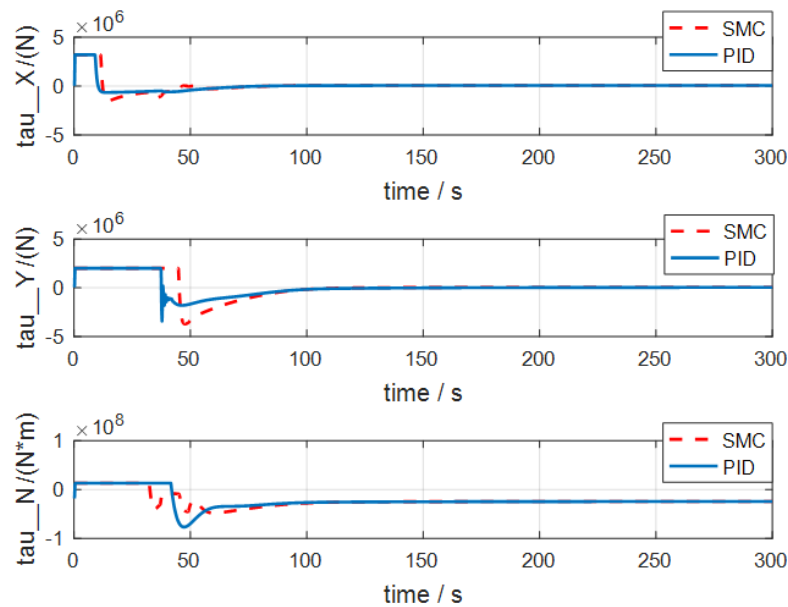 × 10^6
5
0
-5
tau__X/(N)
SMC
PID
0 50 100 150 200 250 300
time / s
× 10^6
5
0
-5
tau__Y/(N)
SMC
PID
0 50 100 150 200 250 300
time / s
× 10^8
1
0
-1
tau__N/(N*m)
SMC
PID
0 50 100 150 200 250 300
time / s